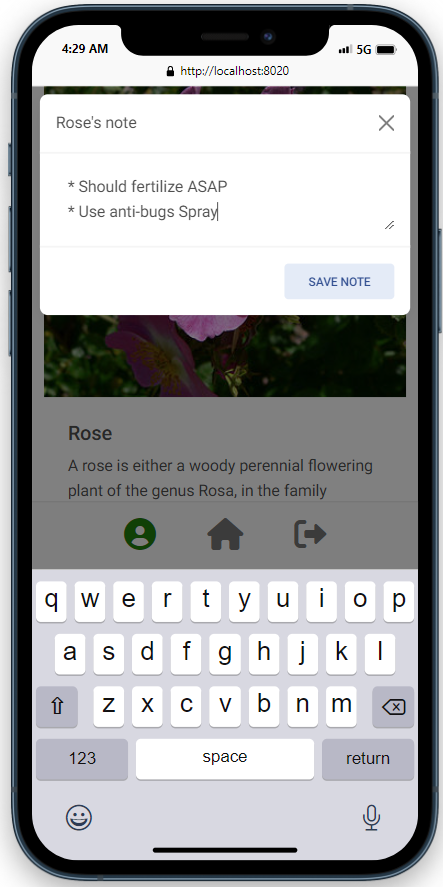 4:29 AM
5G
http://localhost:8020
Rose's note
* Should fertilize ASAP
* Use anti-bugs Spray
SAVE NOTE
Rose
A rose is either a woody perennial flowering
plant of the genus Rosa, in the family
q w e r t y u i o p
a s d f g h j k l
z x c v b n m
123 space return